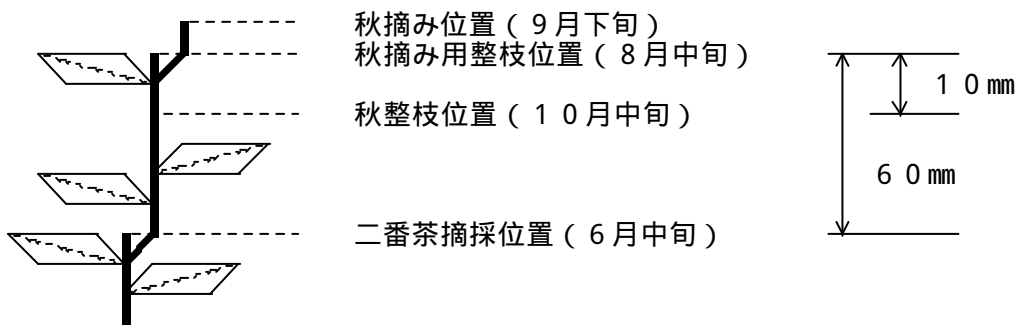 秋摘み位置(9月下旬)
秋摘み用整枝位置(8月中旬)
10㎜
秋整枝位置(10月中旬)
60㎜
二番茶摘採位置(6月中旬)